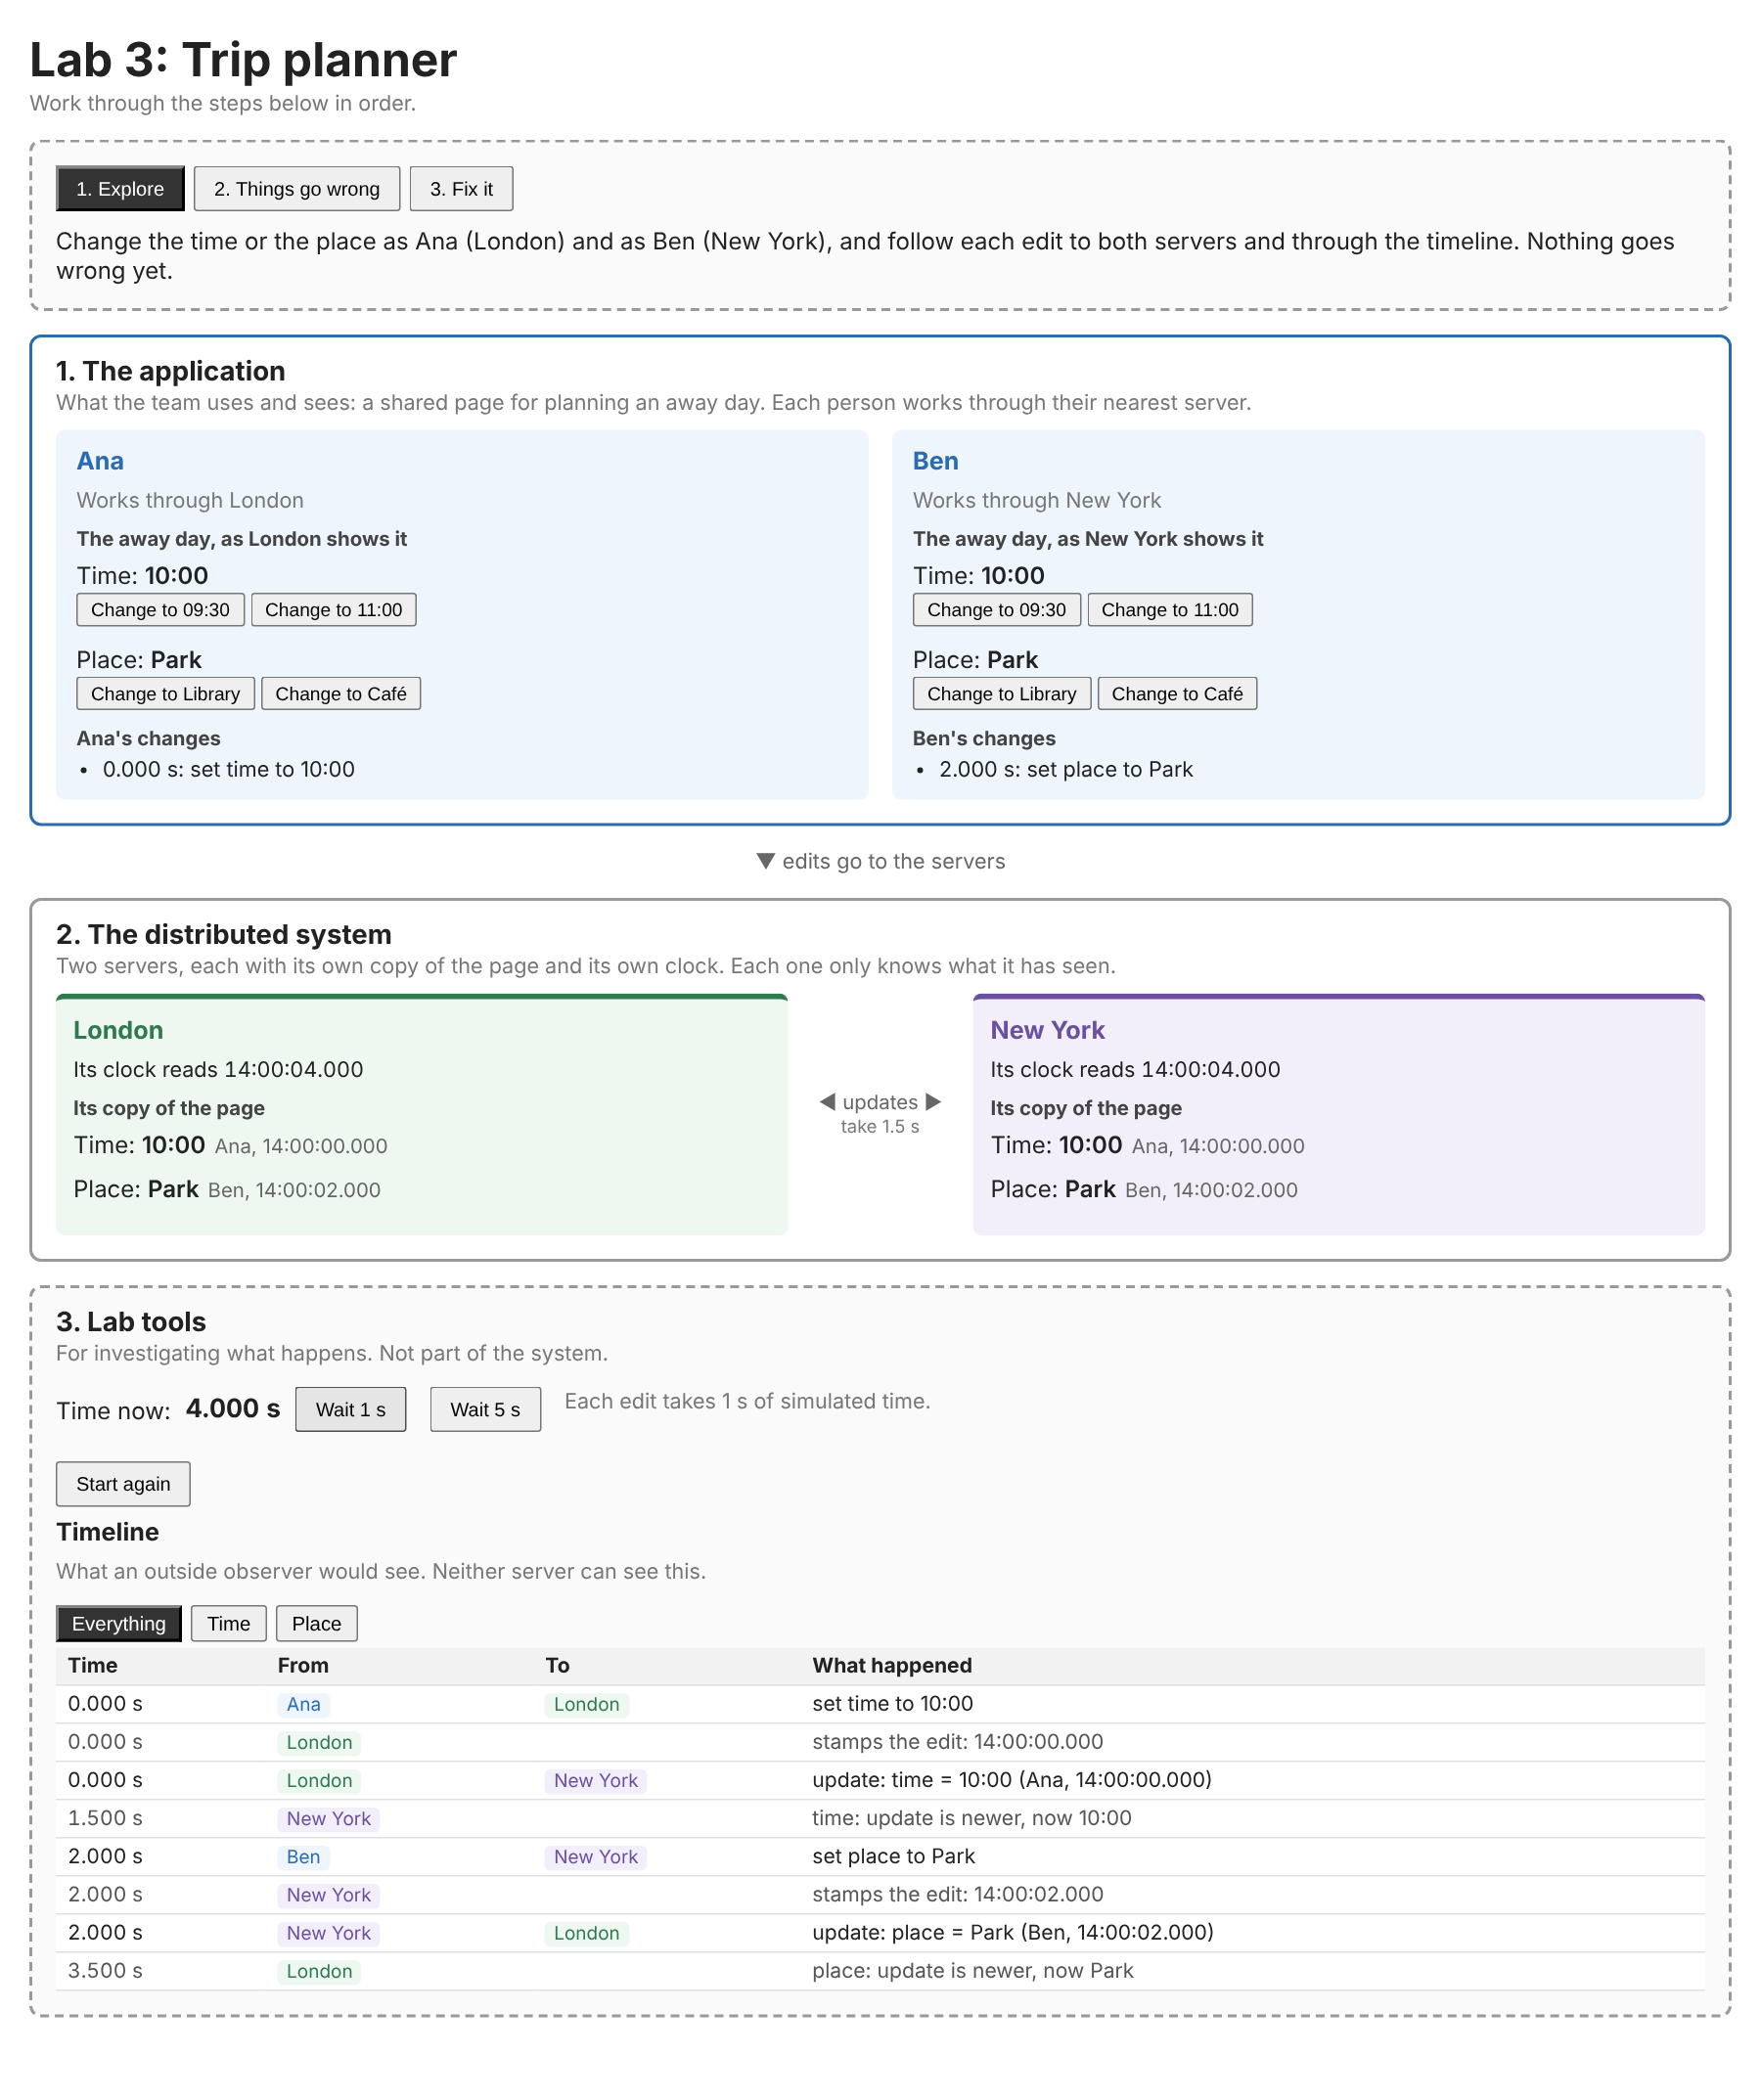 Lab 3: Trip planner
Work through the steps below in order.
1. Explore
2. Things go wrong
3. Fix it
Change the time or the place as Ana (London) and as Ben (New York), and follow each edit to both servers and through the timeline. Nothing goes
wrong yet.
1. The application
What the team uses and sees: a shared page for planning an away day. Each person works through their nearest server.
Ana
Works through London
The away day, as London shows it
Time: 10:00
Change to 09:30
Change to 11:00
Place: Park
Change to Library
Change to Café
Ana's changes
• 0.000 s: set time to 10:00
Ben
Works through New York
The away day, as New York shows it
Time: 10:00
Change to 09:30
Change to 11:00
Place: Park
Change to Library
Change to Café
Ben's changes
• 2.000 s: set place to Park
▼ edits go to the servers
2. The distributed system
Two servers, each with its own copy of the page and its own clock. Each one only knows what it has seen.
London
Its clock reads 14:00:04.000
Its copy of the page
Time: 10:00 Ana, 14:00:00.000
Place: Park Ben, 14:00:02.000
◀ updates ▶
take 1.5 s
New York
Its clock reads 14:00:04.000
Its copy of the page
Time: 10:00 Ana, 14:00:00.000
Place: Park Ben, 14:00:02.000
3. Lab tools
For investigating what happens. Not part of the system.
Time now: 4.000 s Wait 1 s Wait 5 s Each edit takes 1 s of simulated time.
Start again
Timeline
What an outside observer would see. Neither server can see this.
Everything Time Place
Time From To What happened
0.000 s Ana London set time to 10:00
0.000 s London stamps the edit: 14:00:00.000
0.000 s London New York update: time = 10:00 (Ana, 14:00:00.000)
1.500 s New York time: update is newer, now 10:00
2.000 s Ben New York set place to Park
2.000 s New York stamps the edit: 14:00:02.000
2.000 s New York London update: place = Park (Ben, 14:00:02.000)
3.500 s London place: update is newer, now Park